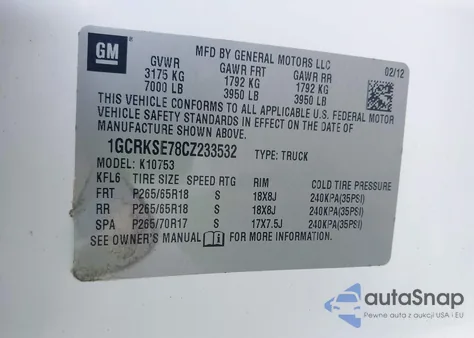 GM
MFD BY GENERAL MOTORS LLC
02/12
GVWR GAWR FRT GAWR RR
3175 KG 1792 KG 1792 KG
7000 LB 3950 LB 3950 LB
THIS VEHICLE CONFORMS TO ALL APPLICABLE U.S. FEDERAL MOTOR
VEHICLE SAFETY STANDARDS IN EFFECT ON THE DATE OF
MANUFACTURE SHOWN ABOVE.
1GCRKSE78CZ233532 TYPE: TRUCK
MODEL: K10753
KFL6 TIRE SIZE SPEED RTG RIM COLD TIRE PRESSURE
FRT P265/65R18 S 18X8J 240KPA(35PSI)
RR P265/65R18 S 18X8J 240KPA(35PSI)
SPA P265/70R17 S 17X7.5J 240KPA(35PSI)
SEE OWNER'S MANUAL FOR MORE INFORMATION.
autoSnap
Pewne auta z aukcji USA i EU